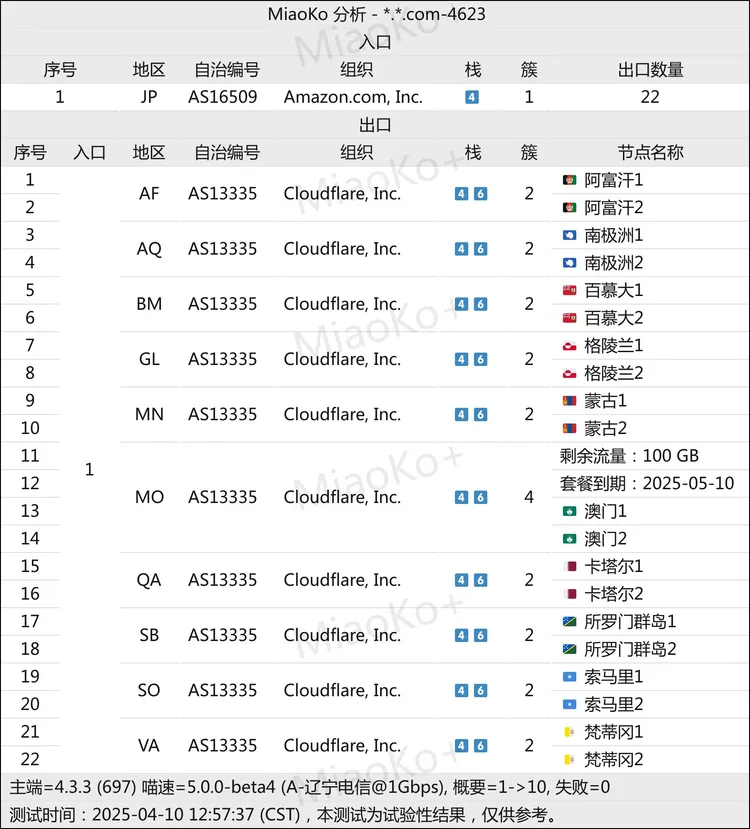 MiaoKo 分析 - *.*.com-4623
入口
序号 地区 自治编号 组织 栈 簇 出口数量
1 JP AS16509 Amazon.com, Inc. 4 1 22
出口
序号 入口 地区 自治编号 组织 栈 簇 节点名称
1 阿富汗1
AF AS13335 Cloudflare, Inc. 4 6 2
2 阿富汗2
3 南极洲1
AQ AS13335 Cloudflare, Inc. 4 6 2
4 南极洲2
5 百慕大1
BM AS13335 Cloudflare, Inc. 4 6 2
6 百慕大2
7 格陵兰1
GL AS13335 Cloudflare, Inc. 4 6 2
8 格陵兰2
9 蒙古1
MN AS13335 Cloudflare, Inc. 4 6 2
10 蒙古2
11 剩余流量：100 GB
1
12 套餐到期：2025-05-10
MO AS13335 Cloudflare, Inc. 4 6 4
13 澳门1
14 澳门2
15 卡塔尔1
QA AS13335 Cloudflare, Inc. 4 6 2
16 卡塔尔2
17 所罗门群岛1
SB AS13335 Cloudflare, Inc. 4 6 2
18 所罗门群岛2
19 索马里1
SO AS13335 Cloudflare, Inc. 4 6 2
20 索马里2
21 梵蒂冈1
VA AS13335 Cloudflare, Inc. 4 6 2
22 梵蒂冈2
主端=4.3.3 (697) 喵速=5.0.0-beta4 (A-辽宁电信@1Gbps), 概要=1->10, 失败=0
测试时间：2025-04-10 12:57:37 (CST)，本测试为试验性结果，仅供参考。
MiaoKo+
MiaoKo+
MiaoKo+
MiaoKo+
MiaoKo+
MiaoKo+